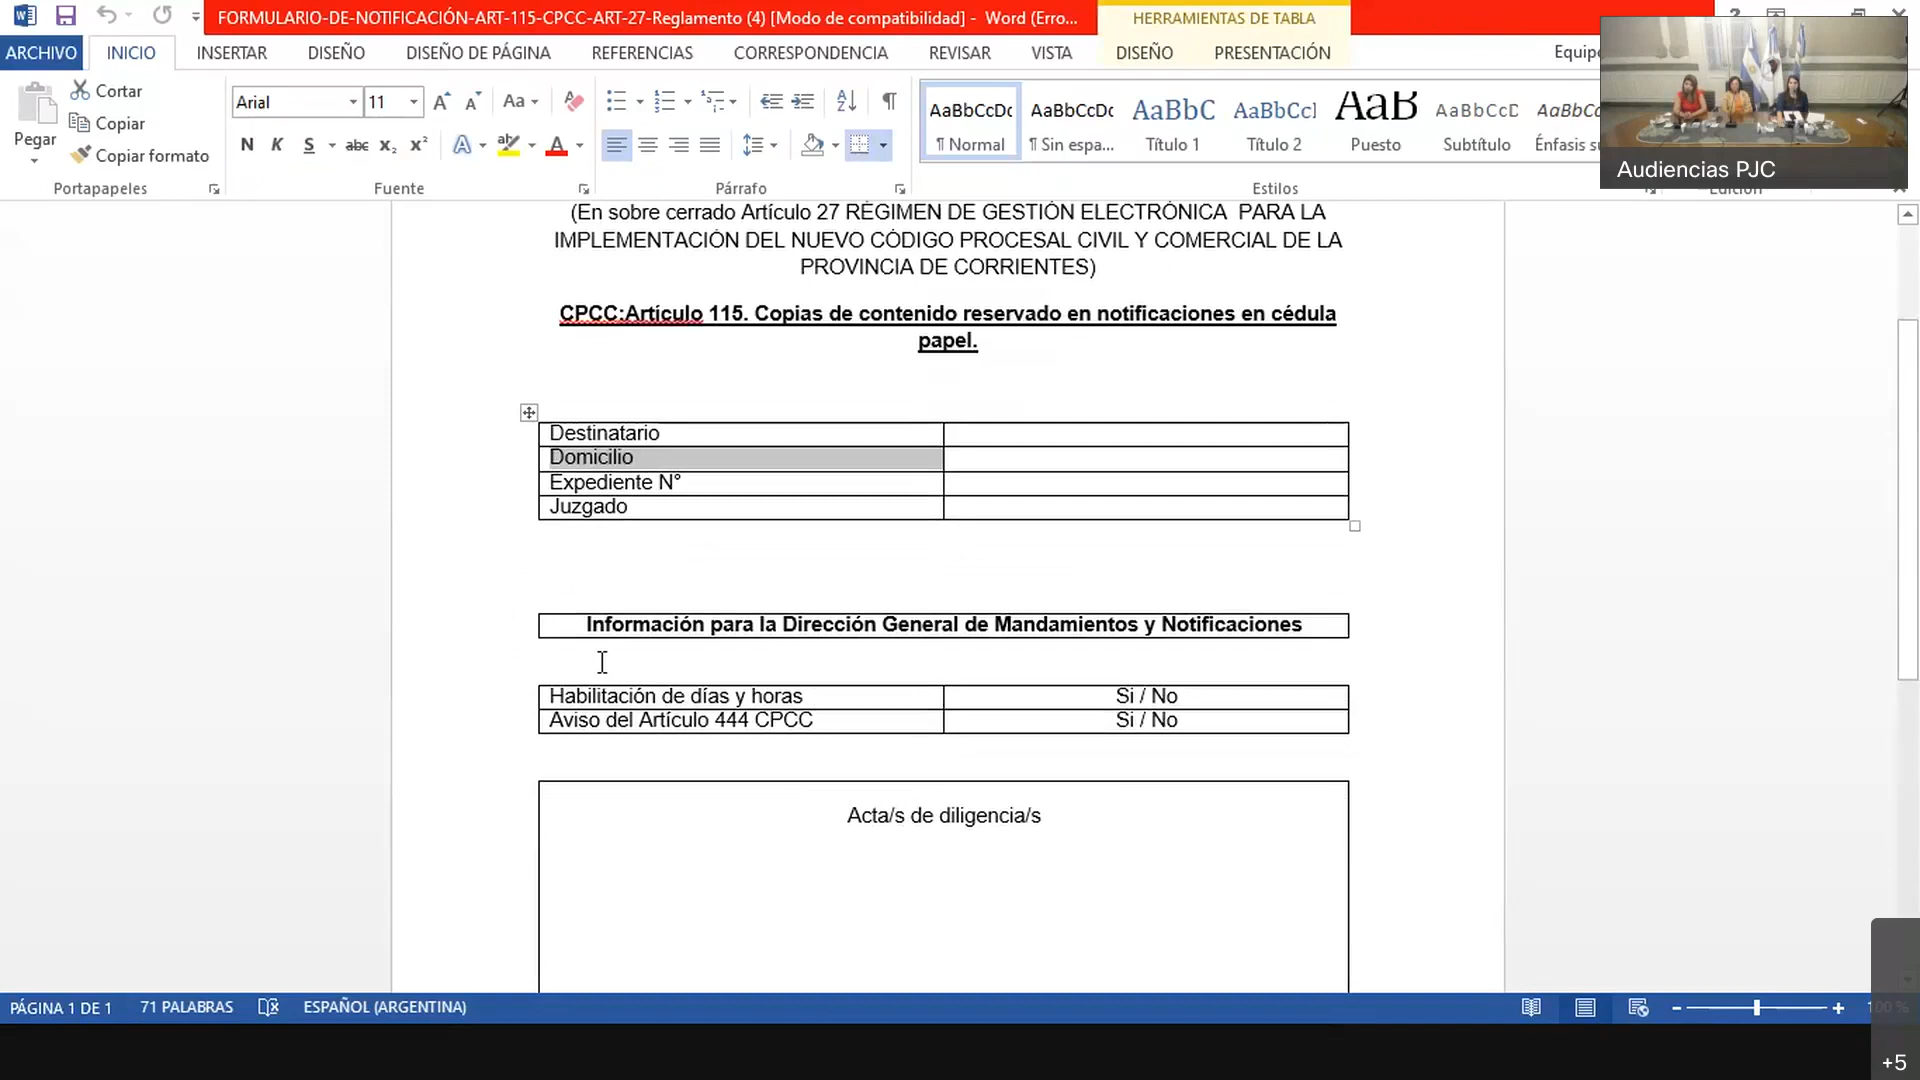 FORMULARIO-DE-NOTIFICACIÓN-ART-115-CPCC-ART-27-Reglamento (4) [Modo de compatibilidad] - Word (Erro...
HERRAMIENTAS DE TABLA
ARCHIVO INICIO INSERTAR DISEÑO DISEÑO DE PÁGINA REFERENCIAS CORRESPONDENCIA REVISAR VISTA DISEÑO PRESENTACIÓN Equipo
Pegar
Cortar
Copiar
Copiar formato
Portapapeles
Arial 11
Fuente
Párrafo
AaBbCcDc AaBbCcDc AaBbC AaBbCcl AaB AaBbCcD AaBbCc
¶ Normal ¶ Sin espa... Título 1 Título 2 Puesto Subtítulo Énfasis su
Estilos
Edición
Audiencias PJC
(En sobre cerrado Artículo 27 RÉGIMEN DE GESTIÓN ELECTRÓNICA PARA LA
IMPLEMENTACIÓN DEL NUEVO CÓDIGO PROCESAL CIVIL Y COMERCIAL DE LA
PROVINCIA DE CORRIENTES)
CPCC:Artículo 115. Copias de contenido reservado en notificaciones en cédula
papel.
Destinatario
Domicilio
Expediente N°
Juzgado
Información para la Dirección General de Mandamientos y Notificaciones
Habilitación de días y horas Si / No
Aviso del Artículo 444 CPCC Si / No
Acta/s de diligencia/s
PÁGINA 1 DE 1 71 PALABRAS ESPAÑOL (ARGENTINA) 100 %
+5